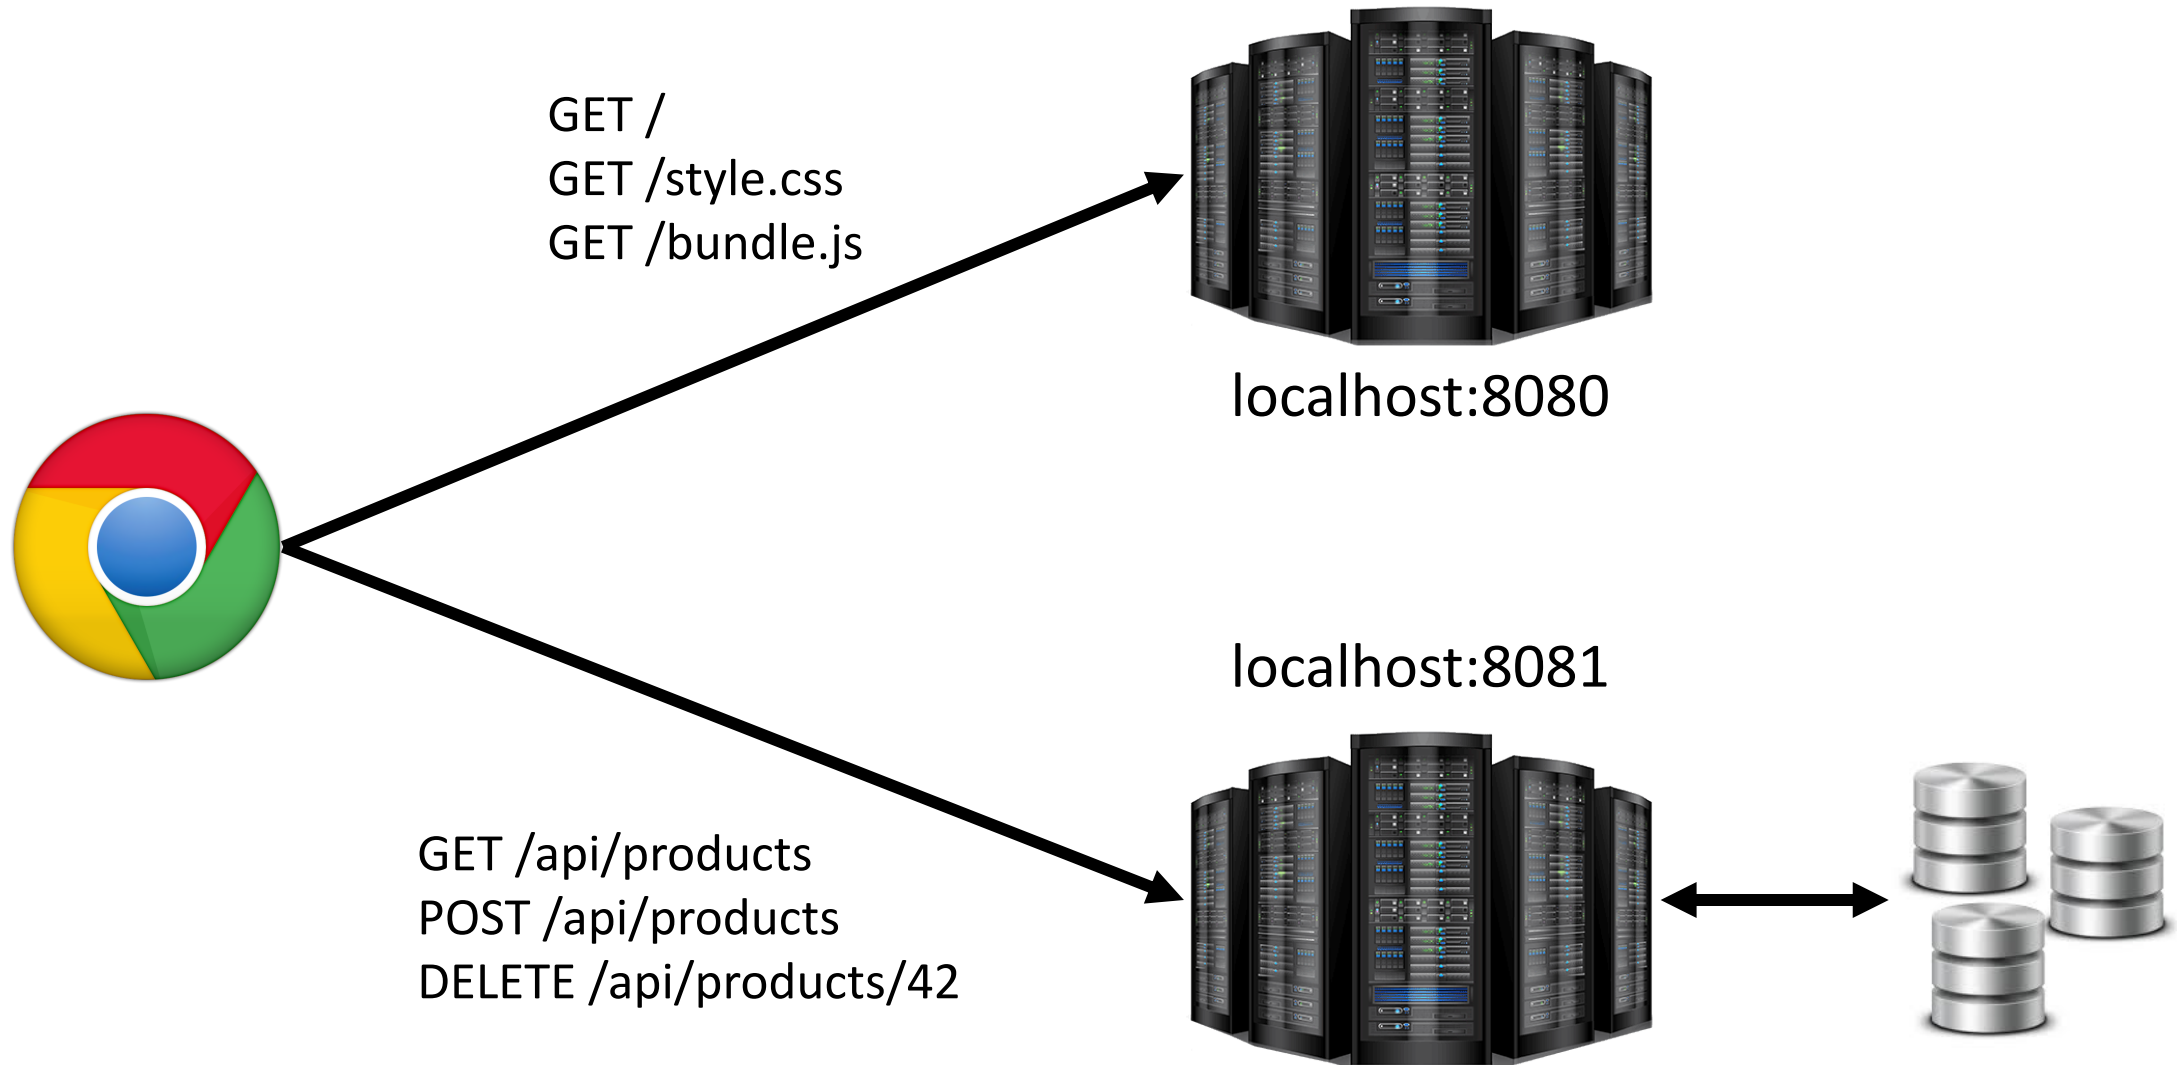 GET /
GET /style.css
GET /bundle.js
localhost:8080
localhost:8081
GET /api/products
POST /api/products
DELETE /api/products/42